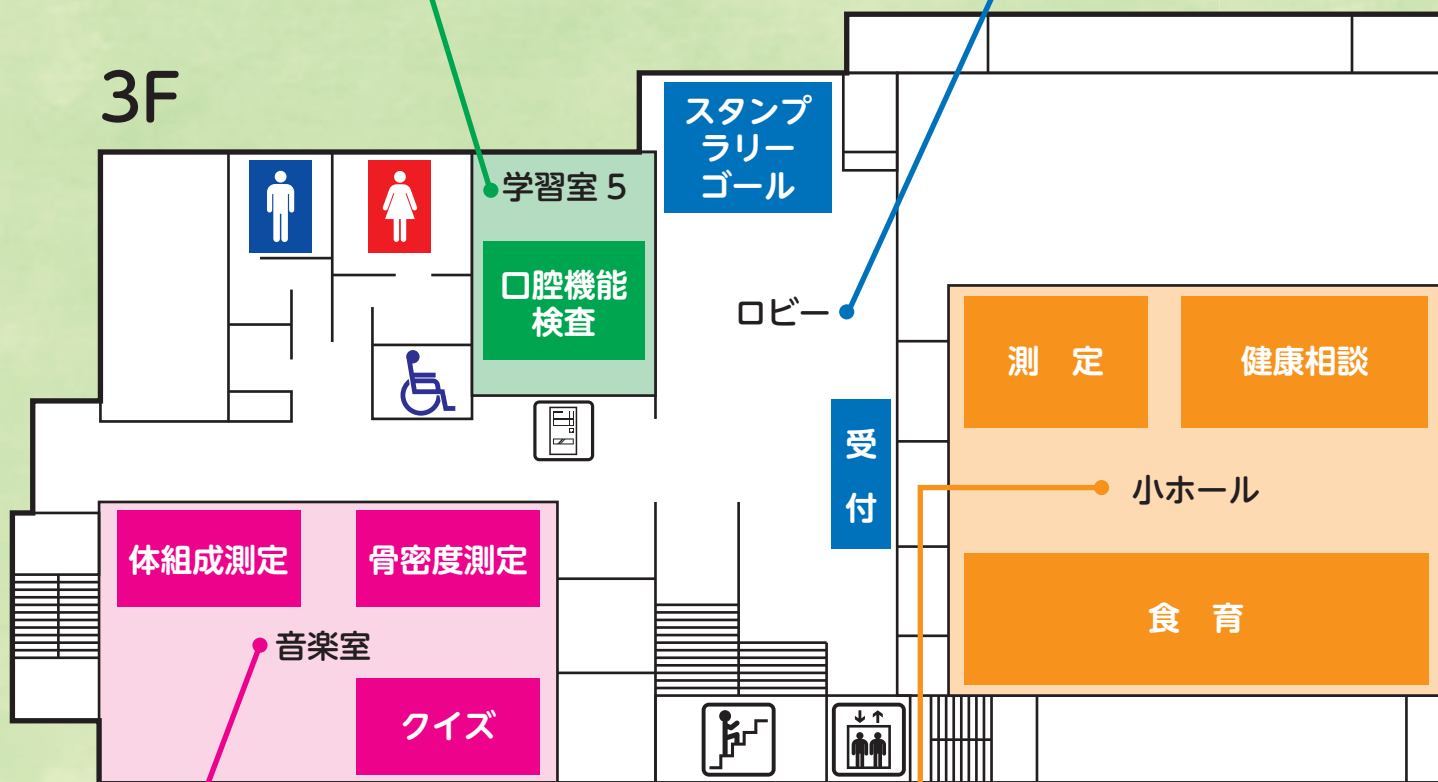 3F
スタンプ
ラリー
ゴール
学習室 5
口腔機能
検査
ロビー
測　定
健康相談
受
付
小ホール
体組成測定
骨密度測定
食　育
音楽室
クイズ